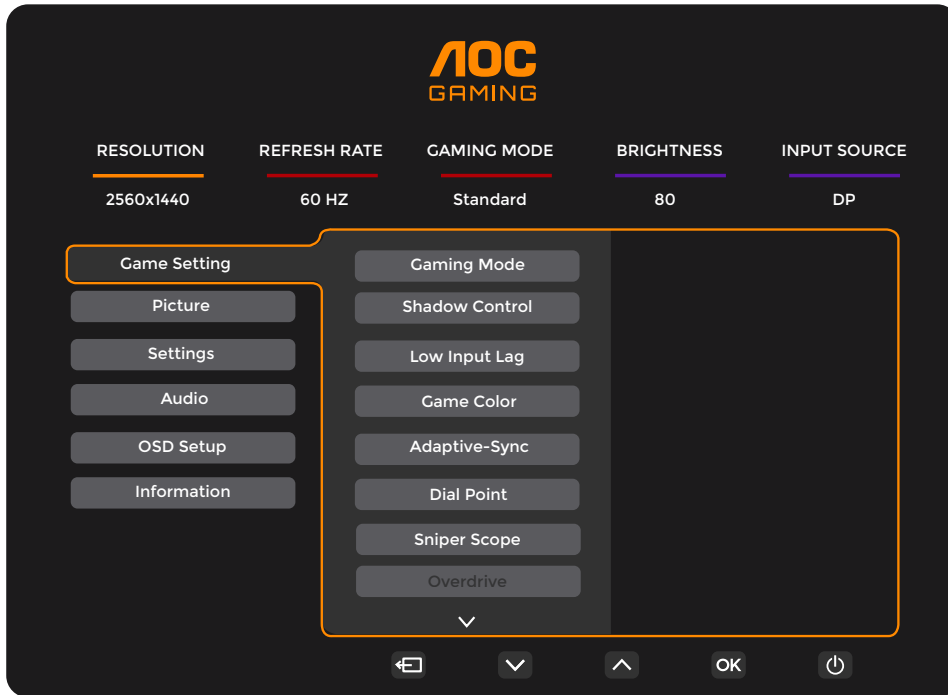 AOC
GAMING
RESOLUTION REFRESH RATE GAMING MODE BRIGHTNESS INPUT SOURCE
2560x1440 60 HZ Standard 80 DP
Game Setting
Picture
Settings
Audio
OSD Setup
Information
Gaming Mode
Shadow Control
Low Input Lag
Game Color
Adaptive-Sync
Dial Point
Sniper Scope
Overdrive
OK